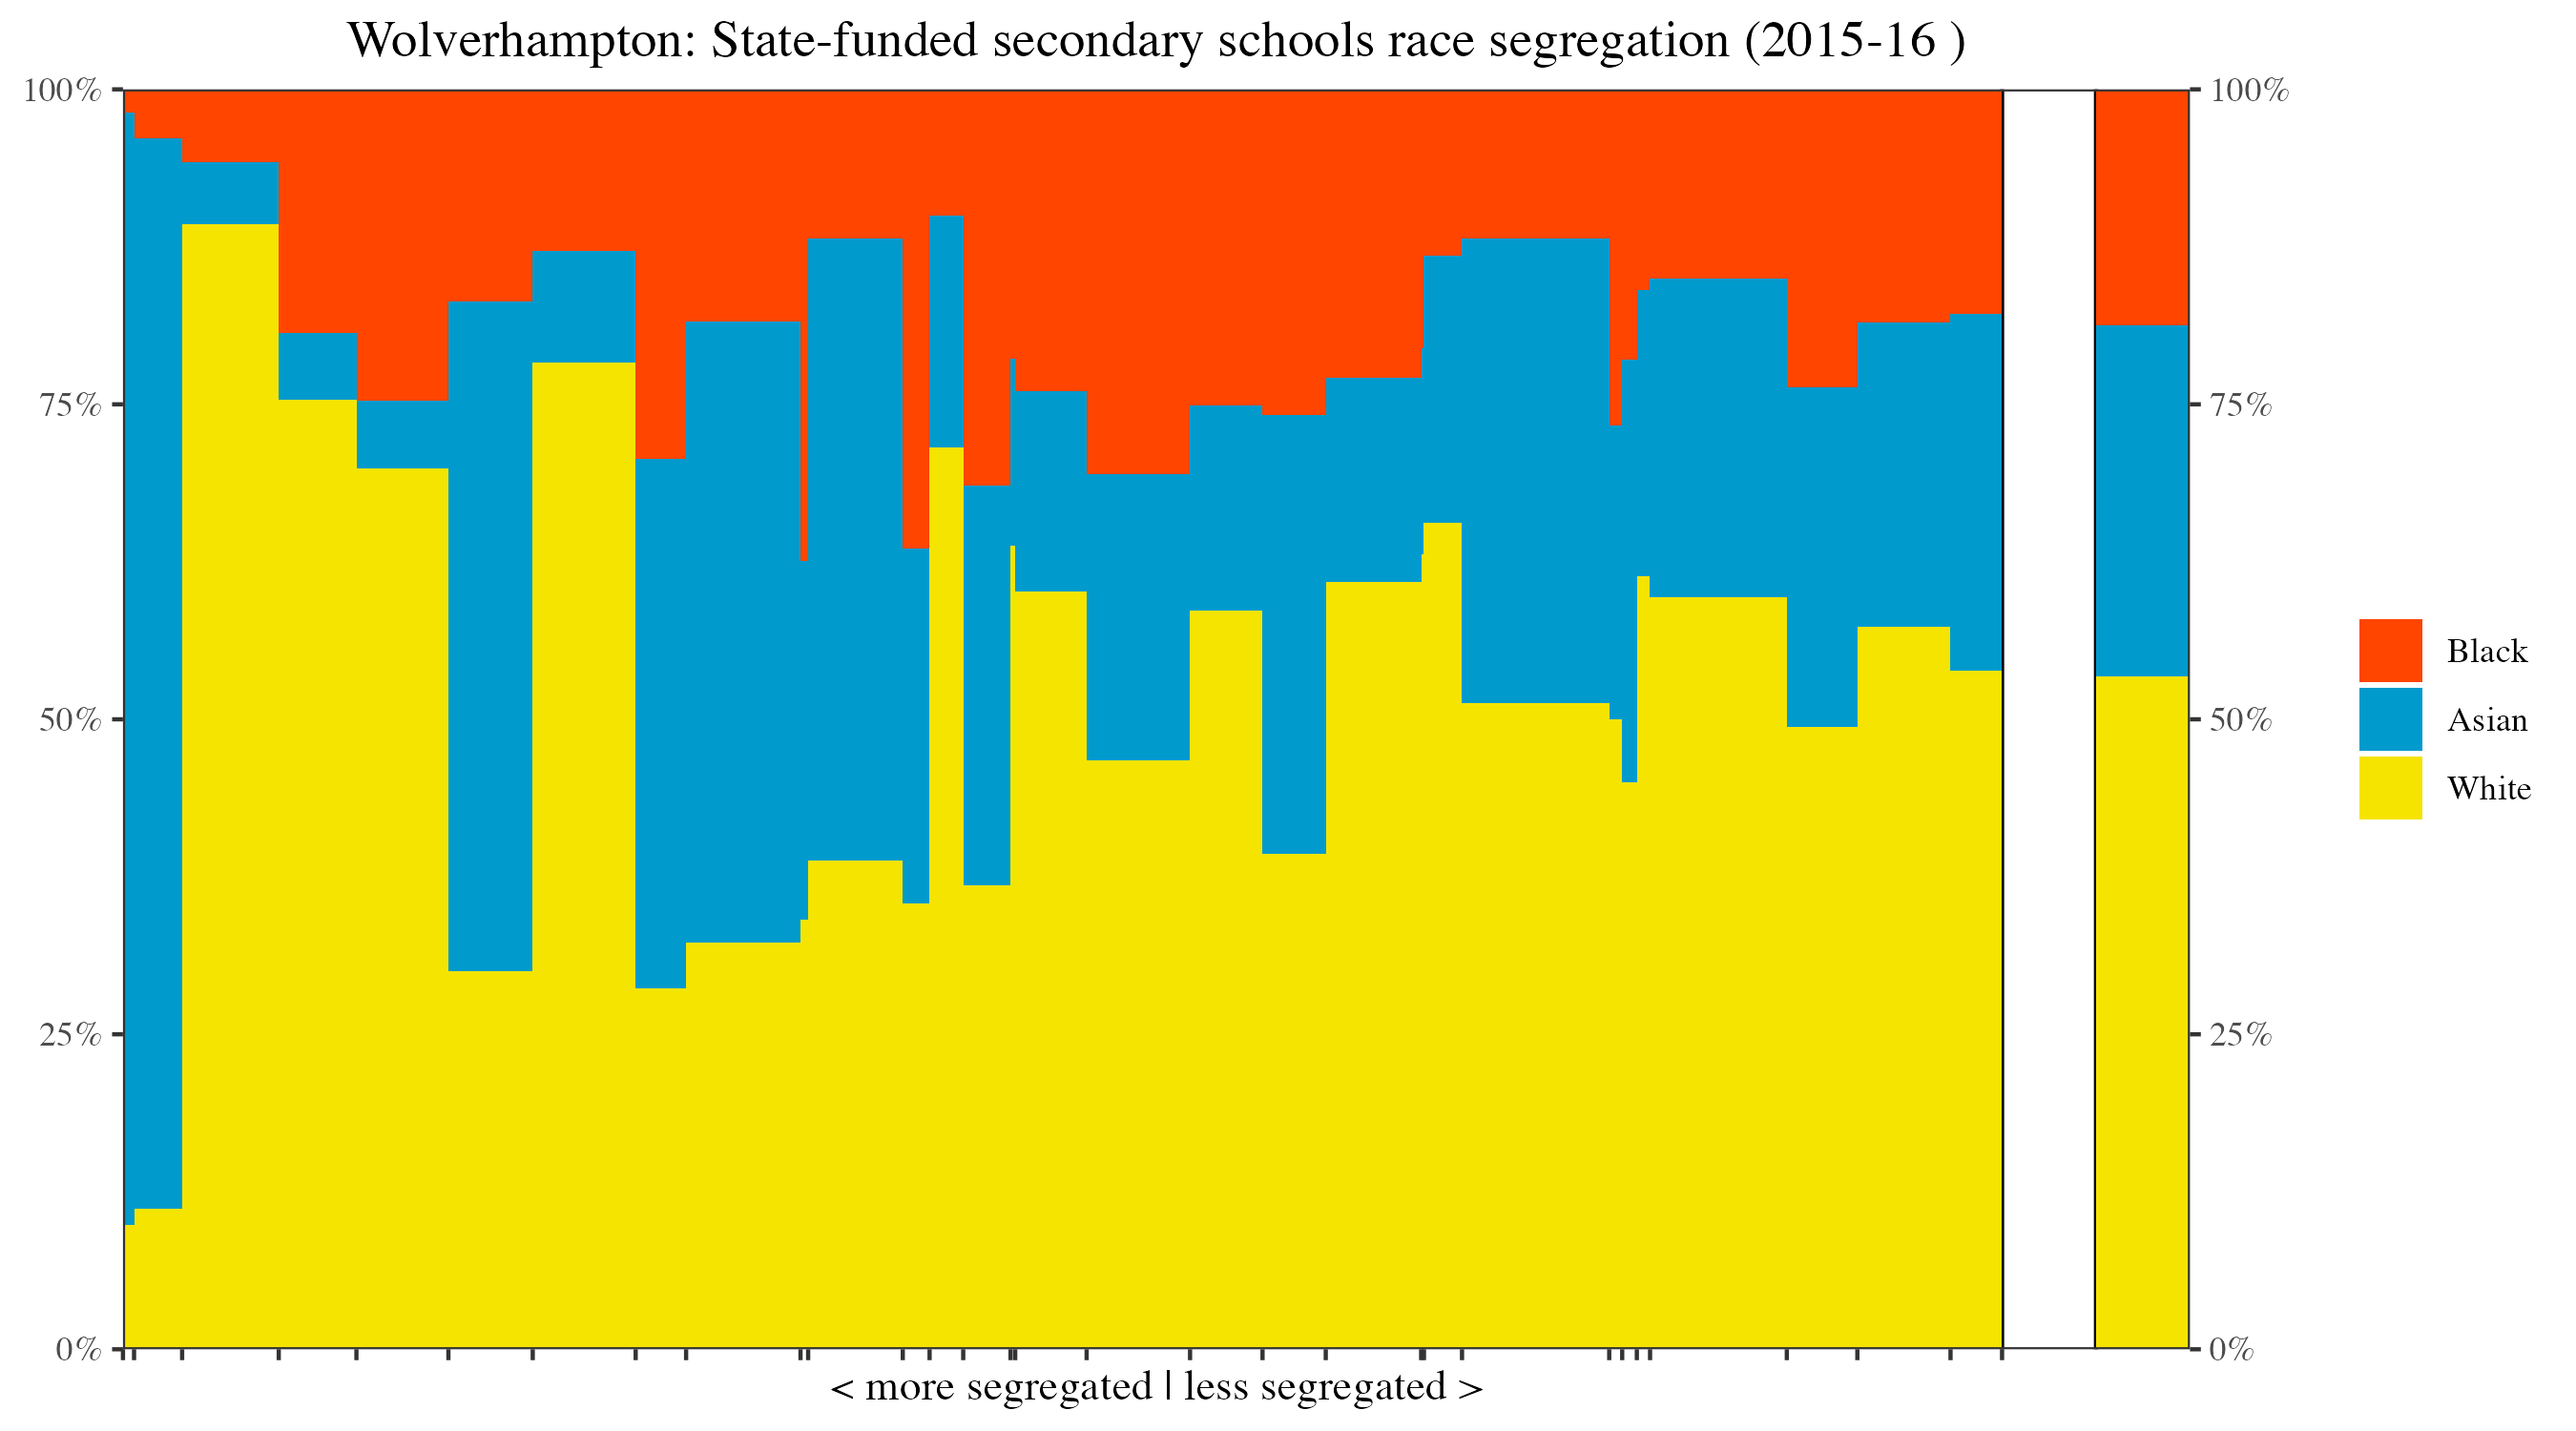 Wolverhampton: State-funded secondary schools race segregation (2015-16 )
100%
75%
50%
25%
0%
100%
75%
50%
25%
0%
Black
Asian
White
< more segregated | less segregated >